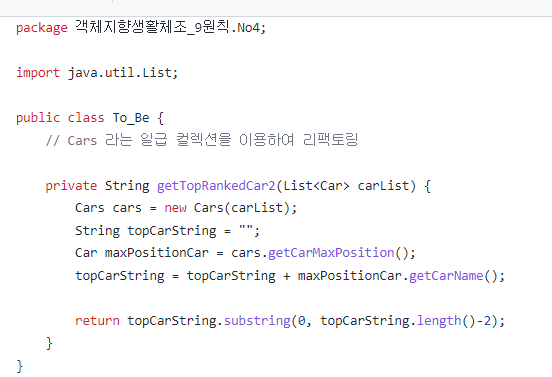 package 객체지향생활체조_9원칙.No4;
import java.util.List;
public class To_Be {
// Cars 라는 일급 컬렉션을 이용하여 리팩토링
private String getTopRankedCar2(List<Car> carList) {
Cars cars = new Cars(carList);
String topCarString = "";
Car maxPositionCar = cars.getCarMaxPosition();
topCarString = topCarString + maxPositionCar.getCarName();
return topCarString.substring(0, topCarString.length()-2);
}
}